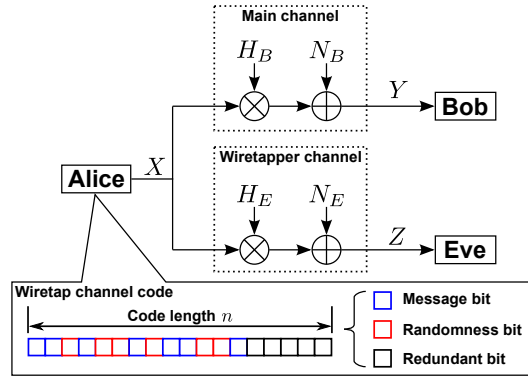 Main channel
H_B N_B
Y
Bob
Alice
X
Wiretapper channel
H_E N_E
Z
Eve
Wiretap channel code
Code length n
Message bit
Randomness bit
Redundant bit